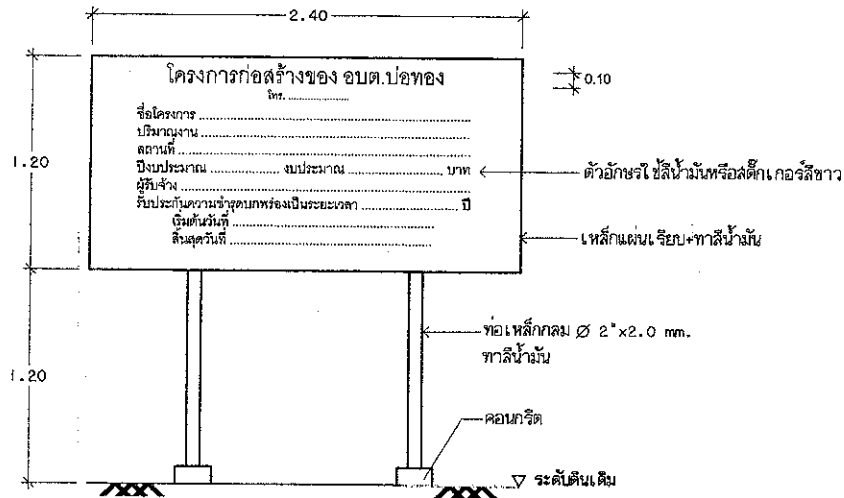 2.40
โครงการก่อสร้างของ อบต.บ่อทอง
โทร. ....................
0.10
ชื่อโครงการ ....................
ปริมาณงาน ....................
สถานที่ ....................
1.20
ปีงบประมาณ .................... งบประมาณ .................... บาท
ตัวอักษรใช้สีน้ำมันหรือสติ๊กเกอร์สีขาว
ผู้รับจ้าง ....................
รับประกันความชำรุดบกพร่องเป็นระยะเวลา .................... ปี
เริ่มต้นวันที่ ....................
สิ้นสุดวันที่ ....................
เหล็กแผ่นเรียบ+ทาสีน้ำมัน
ท่อเหล็กกลม Ø 2"x2.0 mm.
ทาสีน้ำมัน
1.20
คอนกรีต
ระดับดินเดิม